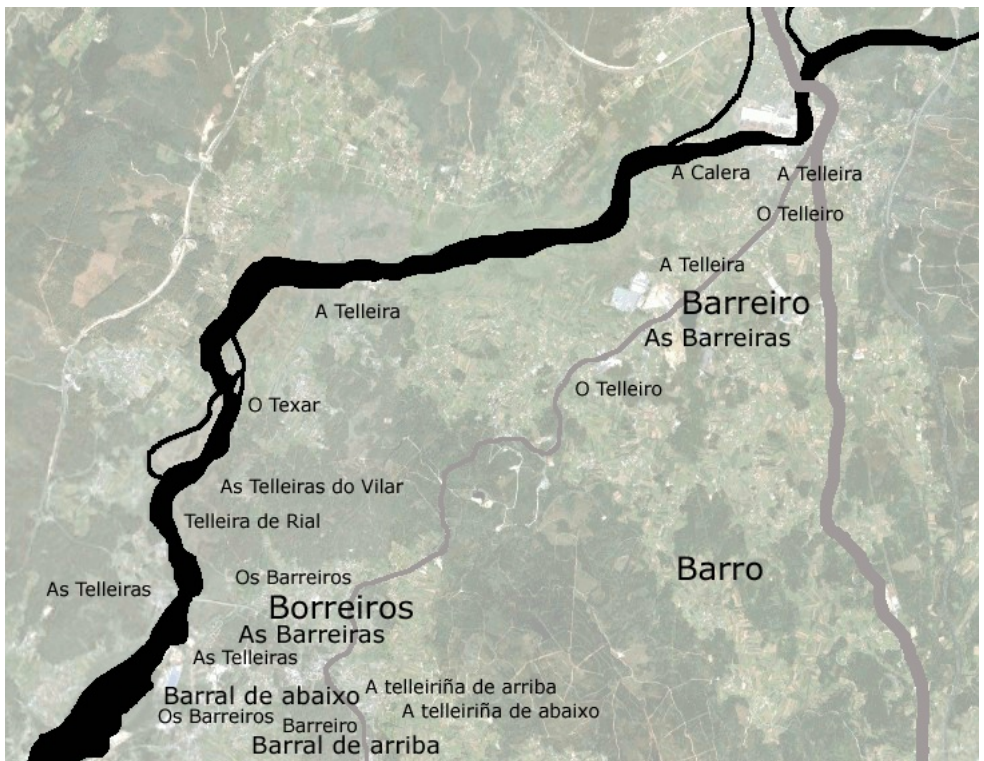 A Calera
A Telleira
O Telleiro
A Telleira
Barreiro
A Telleira
As Barreiras
O Telleiro
O Texar
As Telleiras do Vilar
Telleira de Rial
Barro
Os Barreiros
As Telleiras
Borreiros
As Barreiras
As Telleiras
A telleiriña de arriba
Barral de abaixo
A telleiriña de abaixo
Os Barreiros
Barreiro
Barral de arriba